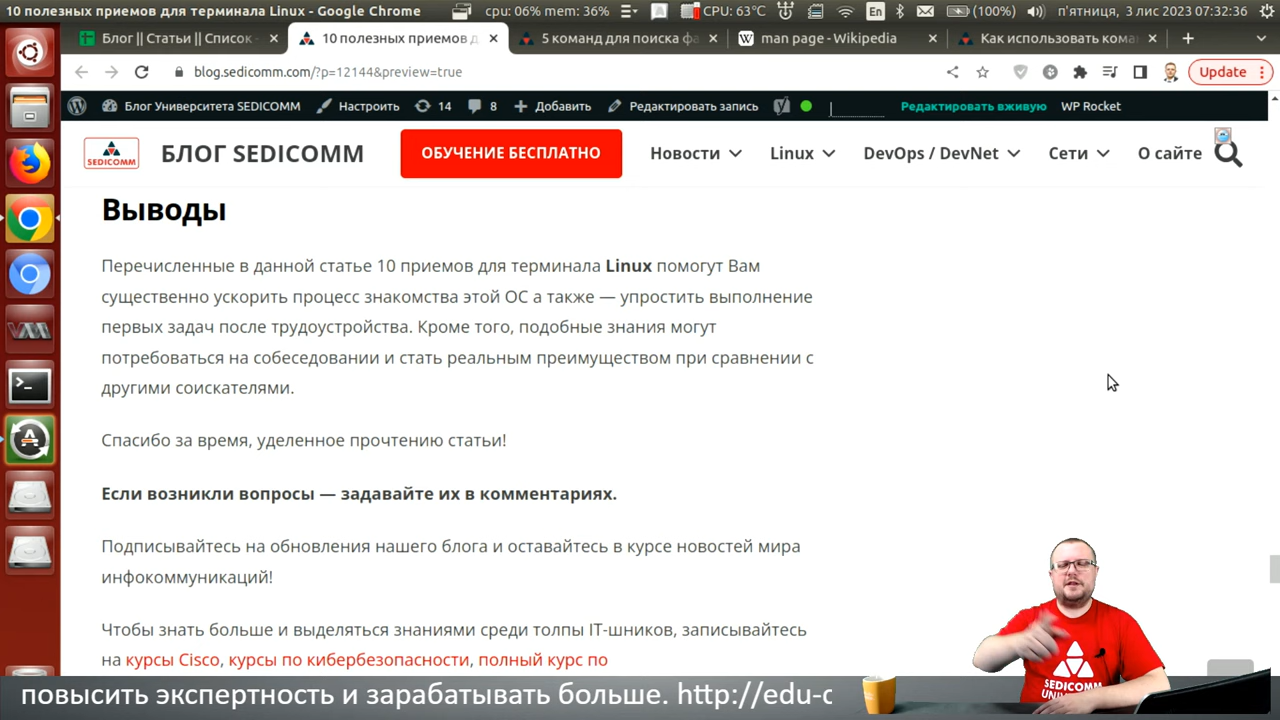 10 полезных приемов для терминала Linux - Google Chrome
cpu: 06% mem: 36%
CPU: 63°C
En
(100%)
п'ятниця, 3 лис 2023 07:32:36
Блог || Статьи || Список -
10 полезных приемов д
5 команд для поиска фа
man page - Wikipedia
Как использовать кома
blog.sedicomm.com/?p=12144&preview=true
Update
Блог Университета SEDICOMM
Настроить
14
8
Добавить
Редактировать запись
Редактировать вживую
WP Rocket
SEDICOMM
БЛОГ SEDICOMM
ОБУЧЕНИЕ БЕСПЛАТНО
Новости
Linux
DevOps / DevNet
Сети
О сайте
Выводы
Перечисленные в данной статье 10 приемов для терминала Linux помогут Вам
существенно ускорить процесс знакомства этой ОС а также — упростить выполнение
первых задач после трудоустройства. Кроме того, подобные знания могут
потребоваться на собеседовании и стать реальным преимуществом при сравнении с
другими соискателями.
Спасибо за время, уделенное прочтению статьи!
Если возникли вопросы — задавайте их в комментариях.
Подписывайтесь на обновления нашего блога и оставайтесь в курсе новостей мира
инфокоммуникаций!
Чтобы знать больше и выделяться знаниями среди толпы IT-шников, записывайтесь
на курсы Cisco, курсы по кибербезопасности, полный курс по
SEDICOMM
повысить экспертность и зарабатывать больше. http://edu-